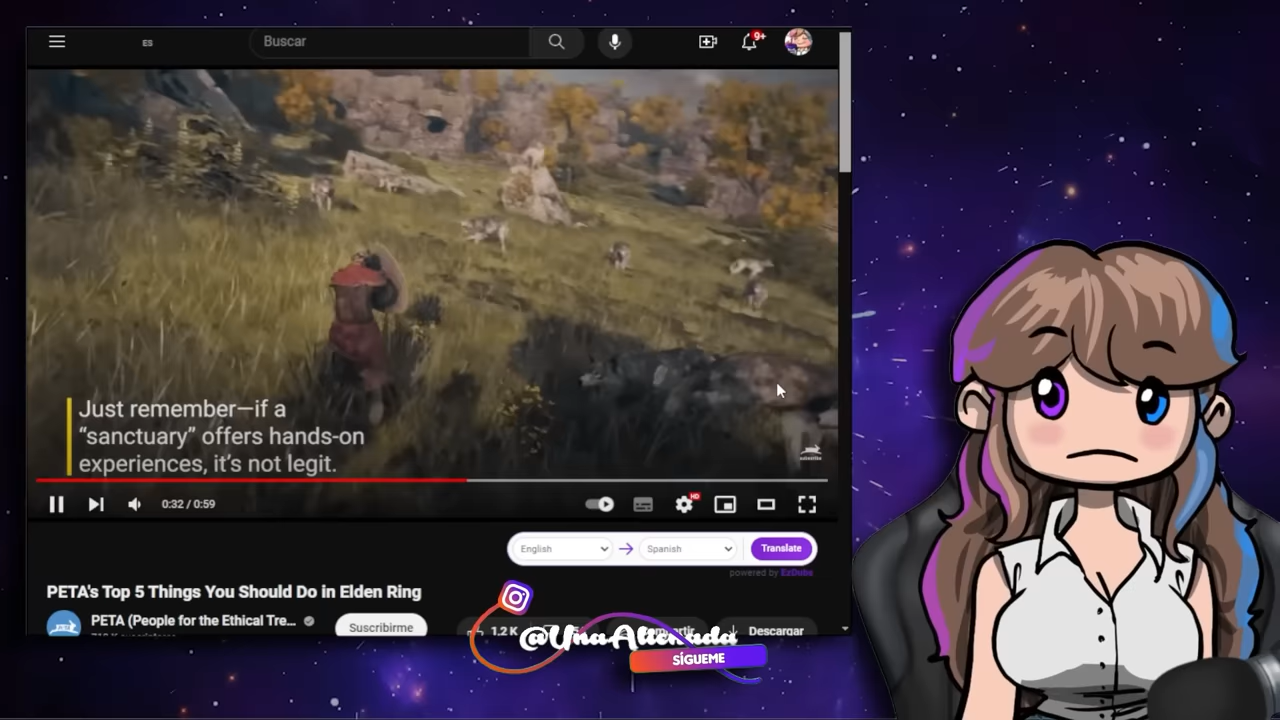 ES
Buscar
9+
Just remember—if a
“sanctuary” offers hands-on
experiences, it’s not legit.
0:32 / 0:59
HD
English
Spanish
Translate
powered by EzDubs
PETA's Top 5 Things You Should Do in Elden Ring
PETA (People for the Ethical Tre...
Suscribirme
1,2 K
Descargar
@UnaAlienada
SÍGUEME